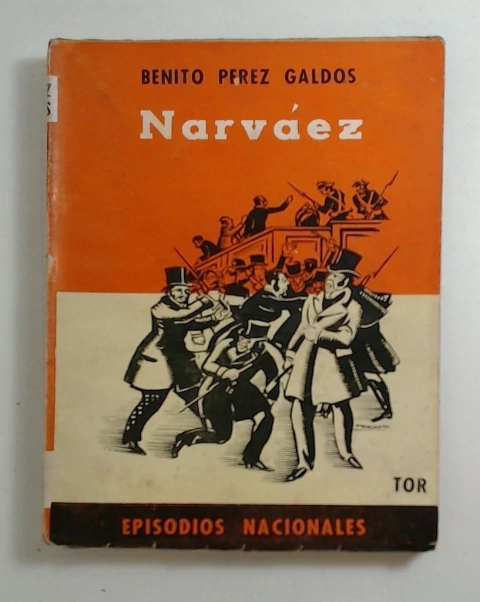 BENITO PEREZ GALDOS
Narváez
TOR
EPISODIOS NACIONALES